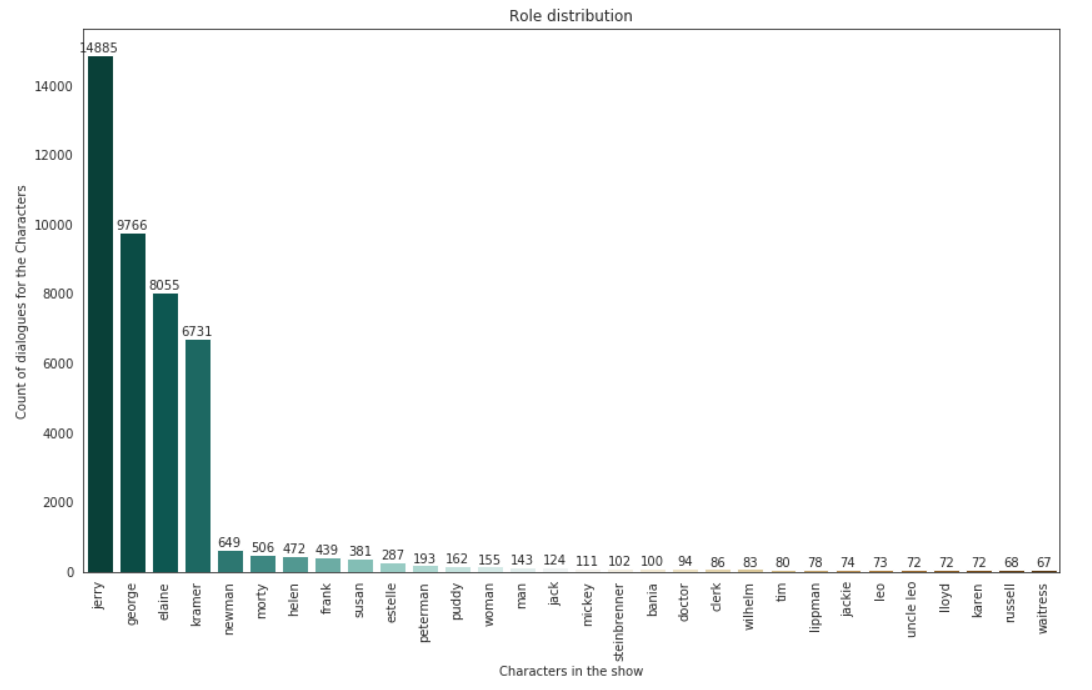 Role distribution
Count of dialogues for the Characters
14000
12000
10000
8000
6000
4000
2000
0
14885
9766
8055
6731
649
506
472
439
381
287
193
162
155
143
124
111
102
100
94
86
83
80
78
74
73
72
72
72
68
67
jerry
george
elaine
kramer
newman
morty
helen
frank
susan
estelle
peterman
puddy
woman
man
jack
mickey
steinbrenner
bania
doctor
clerk
wilhelm
tim
lippman
jackie
leo
uncle leo
lloyd
karen
russell
waitress
Characters in the show